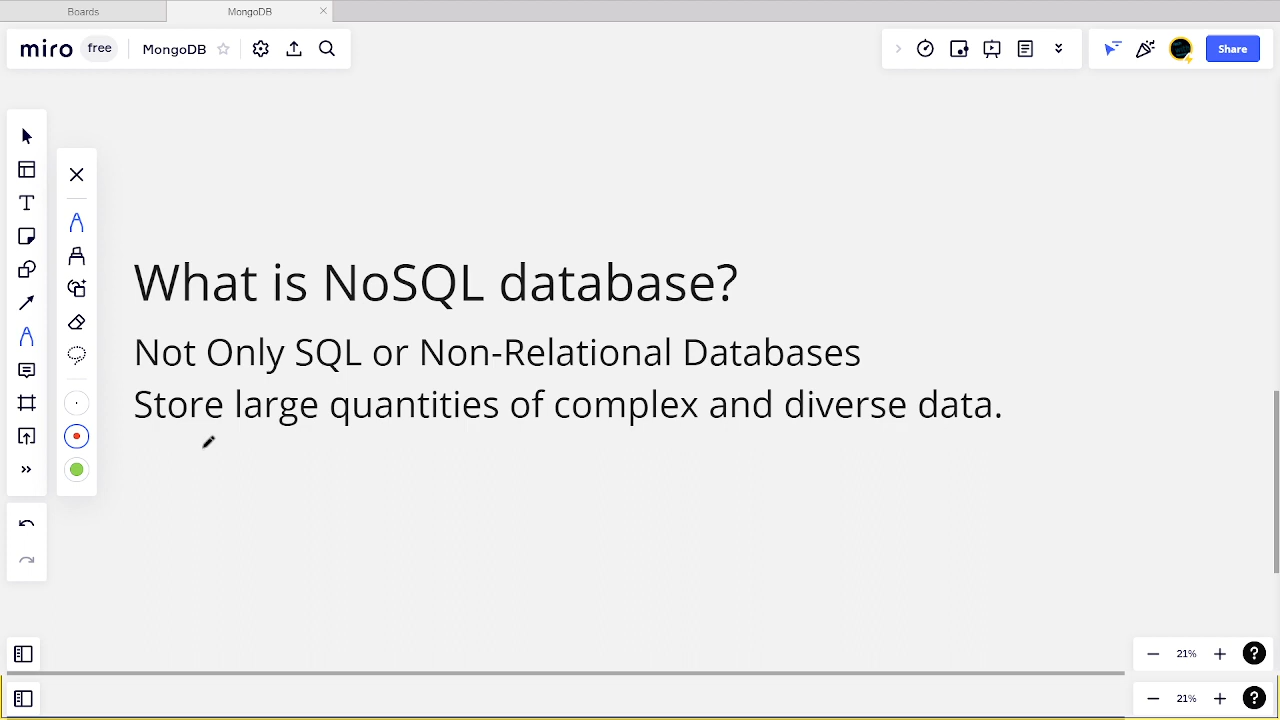 Boards
MongoDB
miro free MongoDB
Share
What is NoSQL database?
Not Only SQL or Non-Relational Databases
Store large quantities of complex and diverse data.
21%
21%